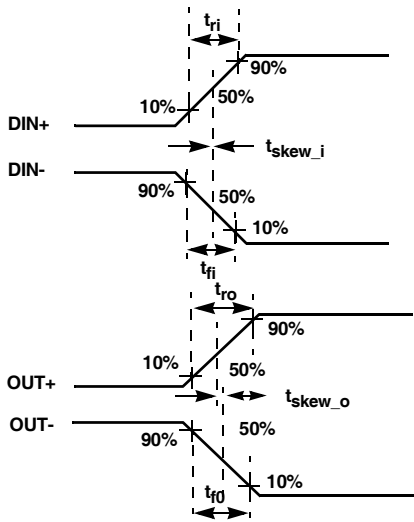 tri
90%
10%
50%
DIN+
tskew_i
DIN-
90%
50%
10%
tfi
tro
90%
10%
50%
OUT+
tskew_o
OUT-
50%
90%
10%
tf0